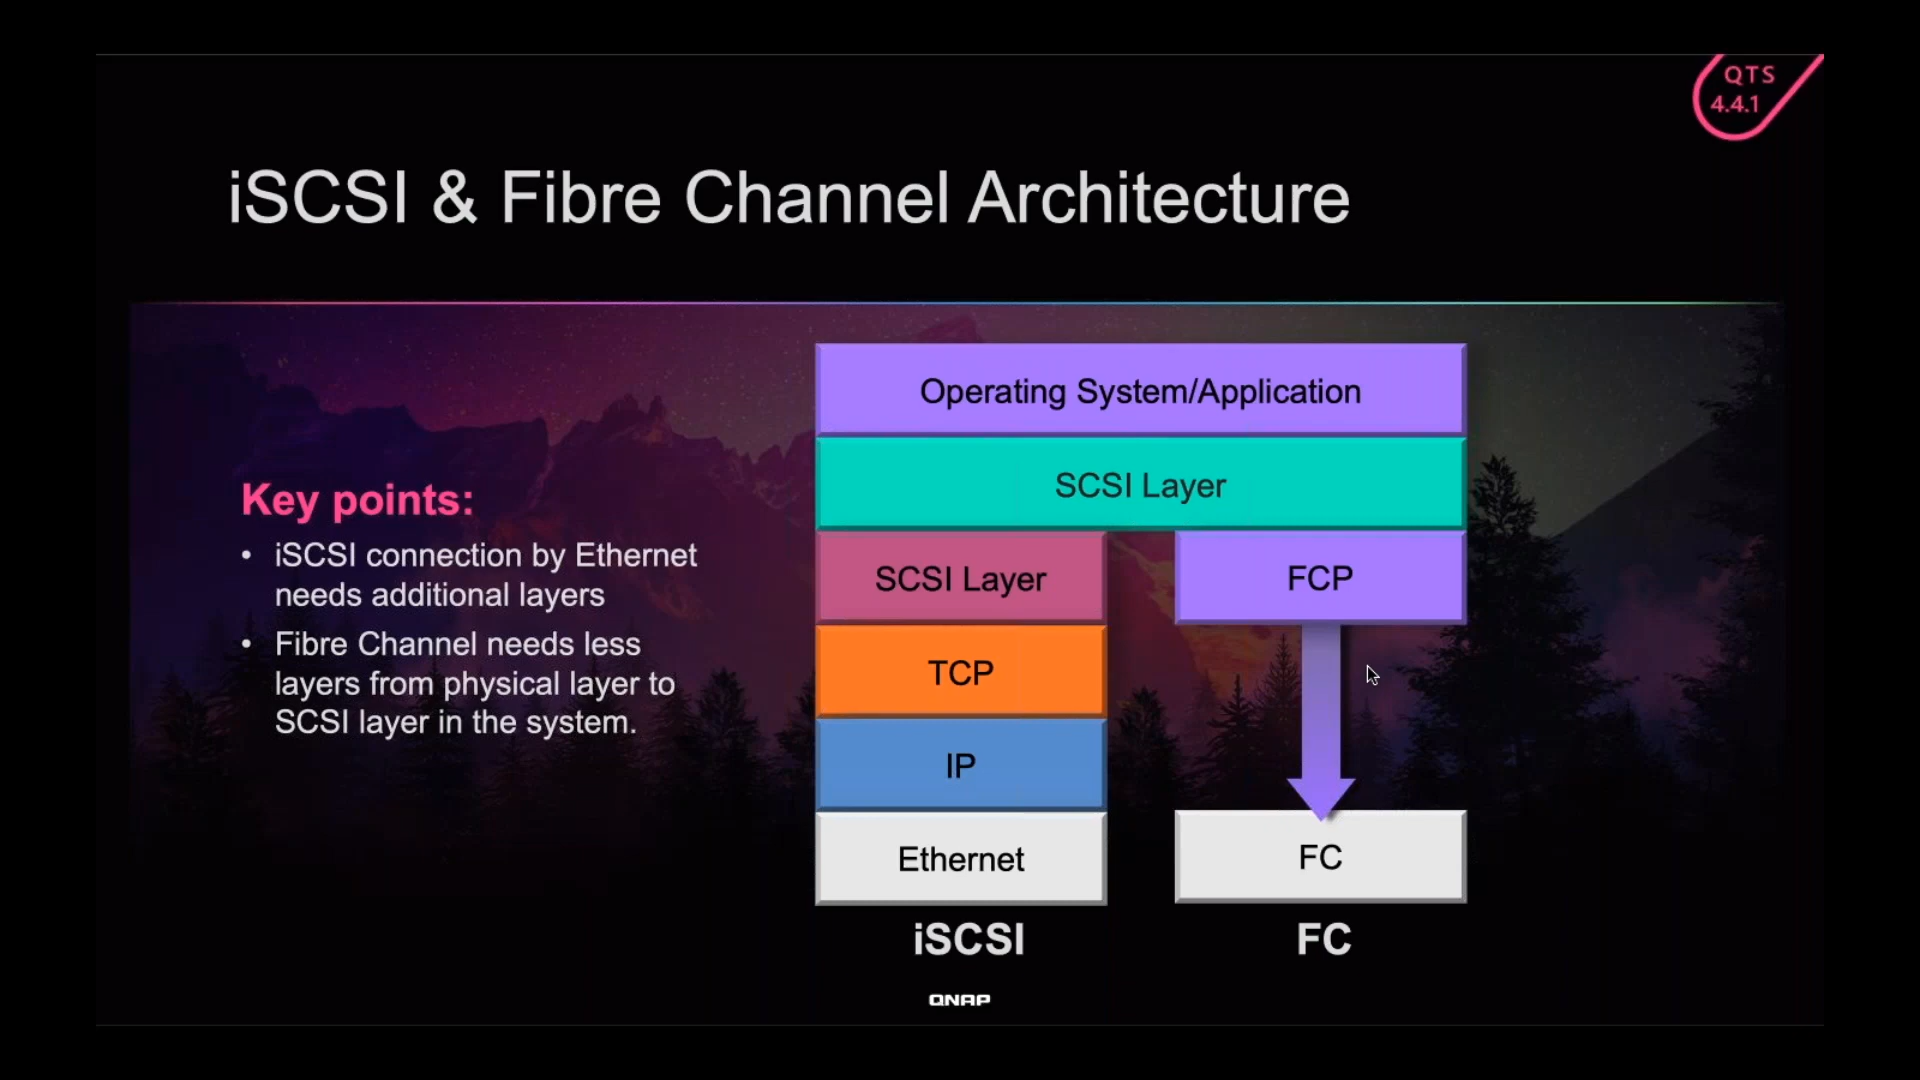 QTS
4.4.1
iSCSI & Fibre Channel Architecture
Key points:
• iSCSI connection by Ethernet
needs additional layers
• Fibre Channel needs less
layers from physical layer to
SCSI layer in the system.
Operating System/Application
SCSI Layer
SCSI Layer
FCP
TCP
IP
Ethernet
FC
iSCSI
FC
QNAP